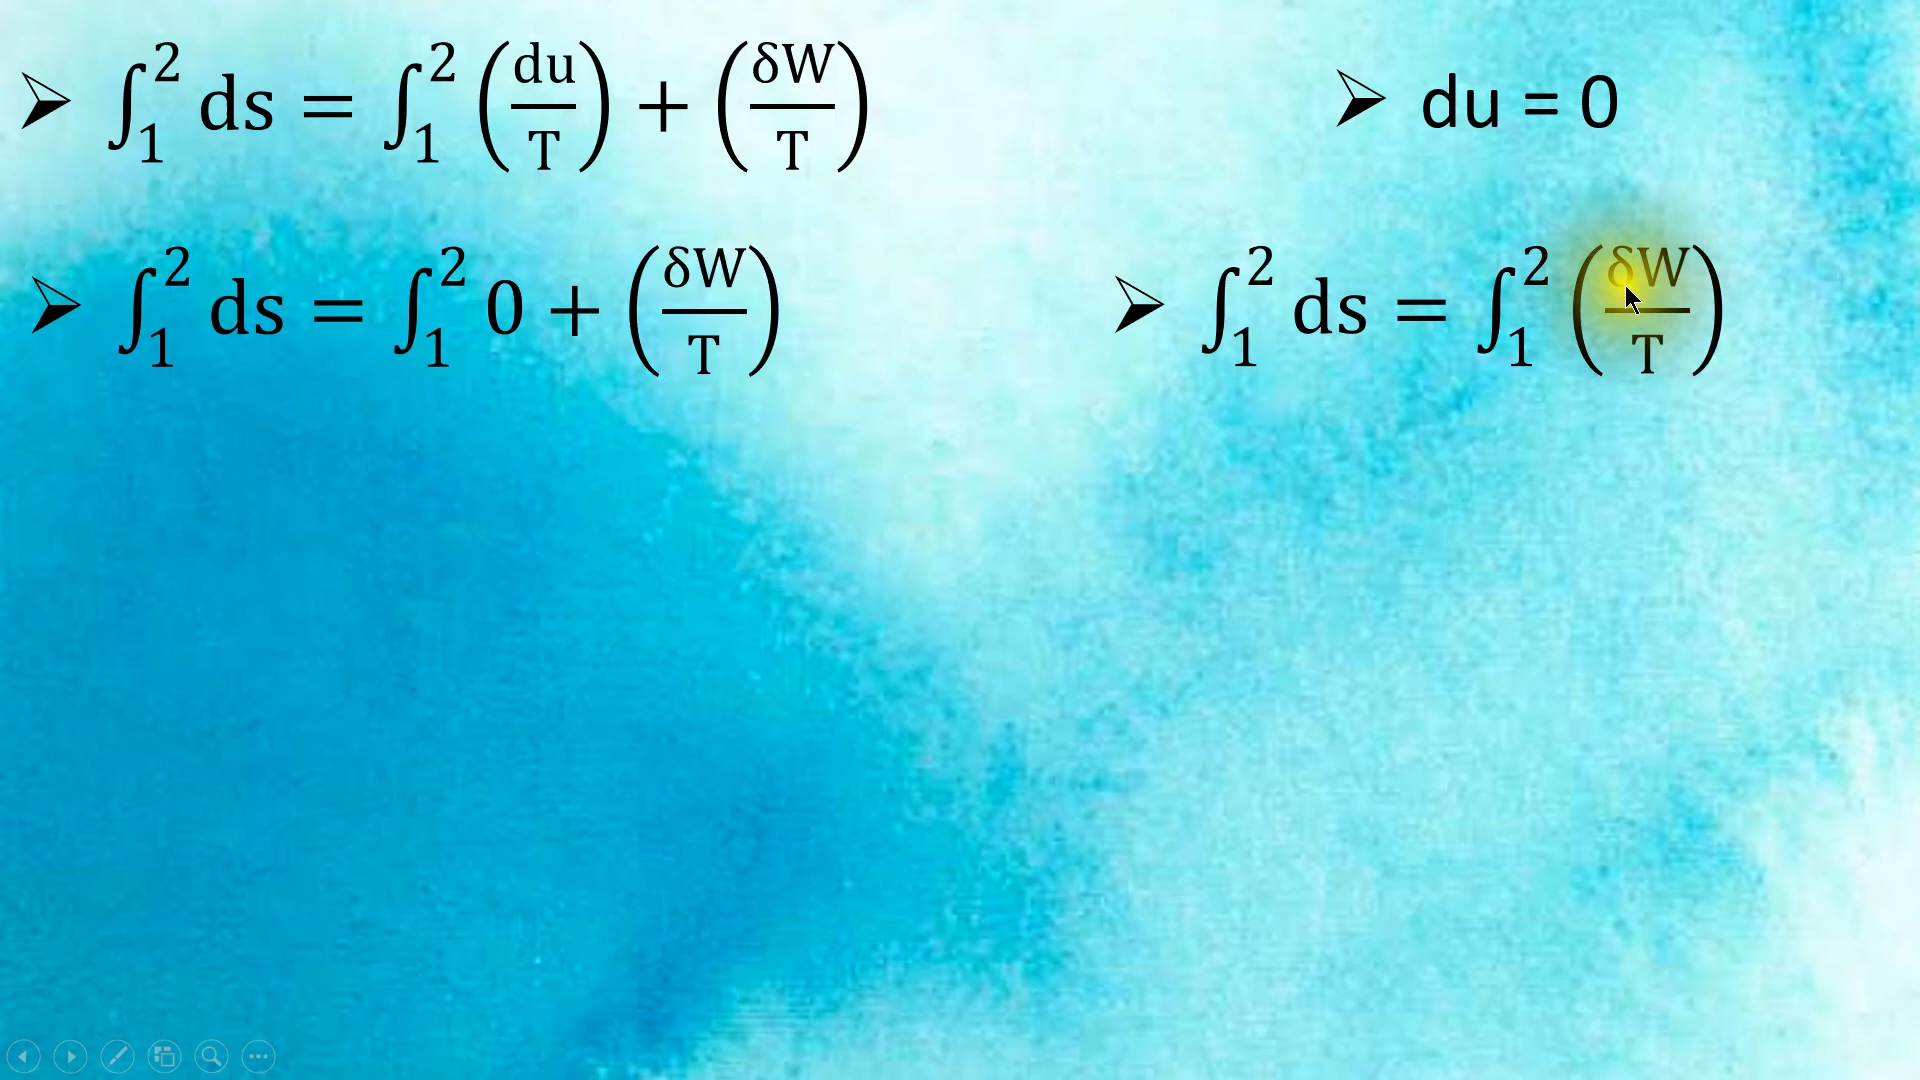 ➢ ∫₁² ds = ∫₁² (du/T) + (δW/T)
➢ du = 0
➢ ∫₁² ds = ∫₁² 0 + (δW/T)
➢ ∫₁² ds = ∫₁² (δW/T)